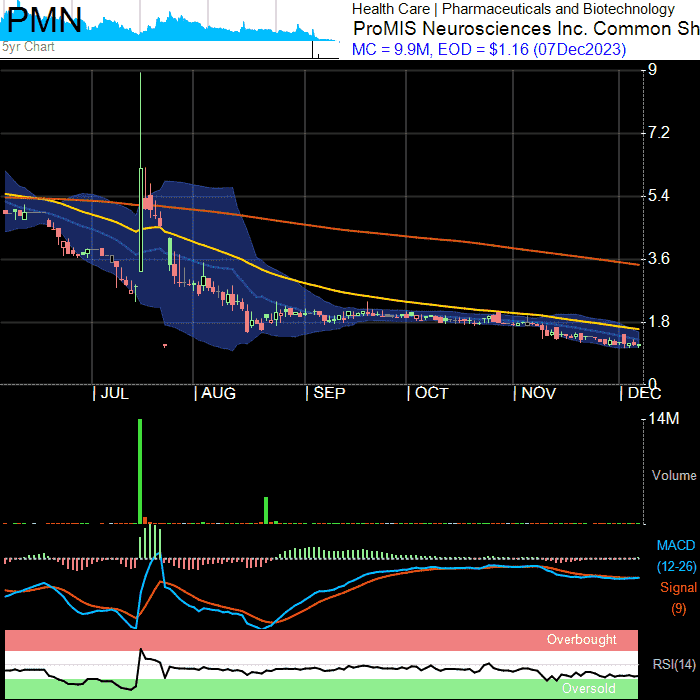 PMN
5yr Chart
Health Care | Pharmaceuticals and Biotechnology
ProMIS Neurosciences Inc. Common Sh
MC = 9.9M, EOD = $1.16 (07Dec2023)
9
7.2
5.4
3.6
1.8
0
JUL AUG SEP OCT NOV DEC
14M
Volume
MACD
(12-26)
Signal
(9)
Overbought
RSI(14)
Oversold